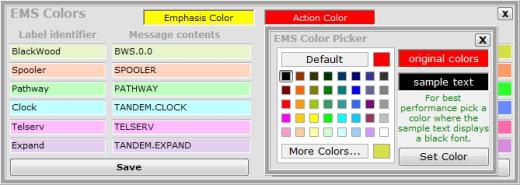 EMS Colors
Emphasis Color
Action Color
X
Label identifier
Message contents
BlackWood
BWS.0.0
Spooler
SPOOLER
Pathway
PATHWAY
Clock
TANDEM.CLOCK
Telserv
TELSERV
Expand
TANDEM.EXPAND
Save
EMS Color Picker
X
Default
original colors
sample text
For best
performance pick a
color where the
sample text displays
a black font.
More Colors...
Set Color